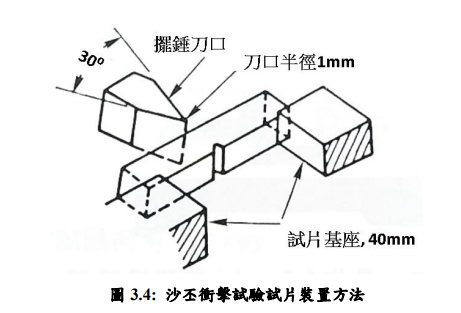 擺錘刀口
30°
刀口半徑1mm
試片基座, 40mm
圖 3.4: 沙丕衝擊試驗試片裝置方法